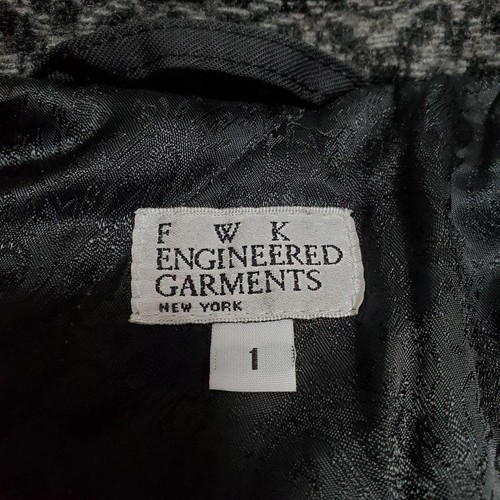 F W K
ENGINEERED
GARMENTS
NEW YORK
1